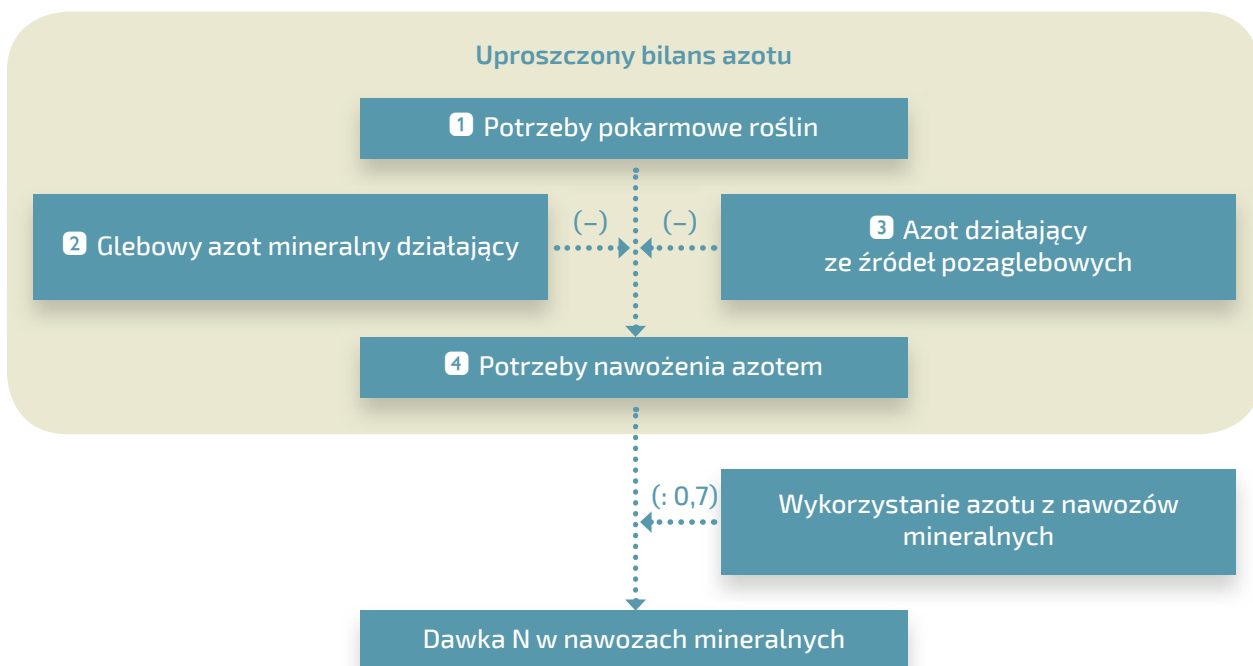 Uproszczony bilans azotu
1 Potrzeby pokarmowe roślin
2 Glebowy azot mineralny działający
(–)
(–)
3 Azot działający
ze źródeł pozaglebowych
4 Potrzeby nawożenia azotem
(: 0,7)
Wykorzystanie azotu z nawozów
mineralnych
Dawka N w nawozach mineralnych